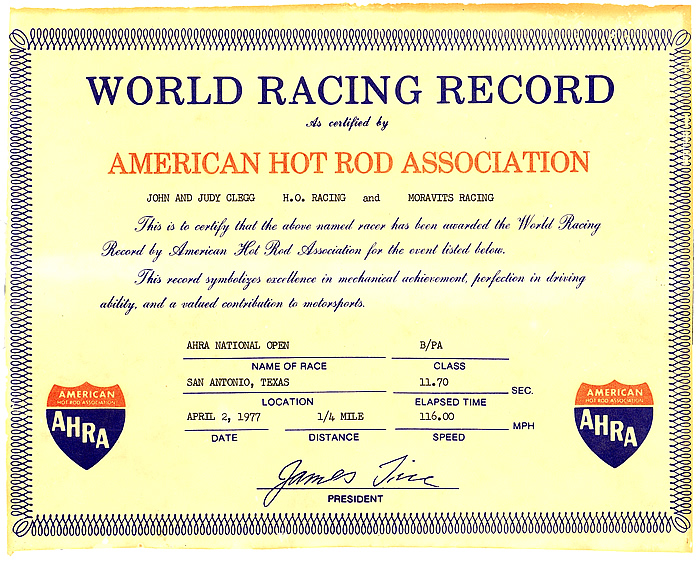 WORLD RACING RECORD
As certified by
AMERICAN HOT ROD ASSOCIATION
JOHN AND JUDY CLEGG H.O. RACING and MORAVITS RACING
This is to certify that the above named racer has been awarded the World Racing
Record by American Hot Rod Association for the event listed below.
This record symbolizes excellence in mechanical achievement, perfection in driving
ability, and a valued contribution to motorsports.
AHRA NATIONAL OPEN B/PA
NAME OF RACE CLASS
SAN ANTONIO, TEXAS 11.70 SEC.
LOCATION ELAPSED TIME
APRIL 2, 1977 1/4 MILE 116.00 MPH
DATE DISTANCE SPEED
AMERICAN
HOT ROD ASSOCIATION
AHRA
AMERICAN
HOT ROD ASSOCIATION
AHRA
James Tice
PRESIDENT